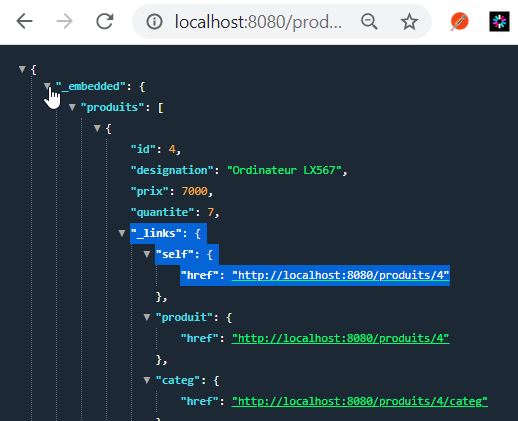 localhost:8080/prod...
{
"_embedded": {
"produits": [
{
"id": 4,
"designation": "Ordinateur LX567",
"prix": 7000,
"quantite": 7,
"_links": {
"self": {
"href": "http://localhost:8080/produits/4"
},
"produit": {
"href": "http://localhost:8080/produits/4"
},
"categ": {
"href": "http://localhost:8080/produits/4/categ"